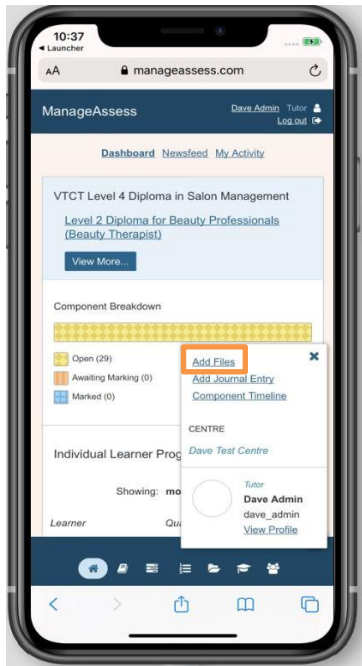 10:37
Launcher
AA manageassess.com
ManageAssess
Dave Admin Tutor
Log out
Dashboard Newsfeed My Activity
VTCT Level 4 Diploma in Salon Management
Level 2 Diploma for Beauty Professionals
(Beauty Therapist)
View More...
Component Breakdown
Open (29)
Awaiting Marking (0)
Marked (0)
Add Files
Add Journal Entry
Component Timeline
CENTRE
Dave Test Centre
Tutor
Dave Admin
dave_admin
View Profile
Individual Learner Prog
Showing: mo
Learner Qua